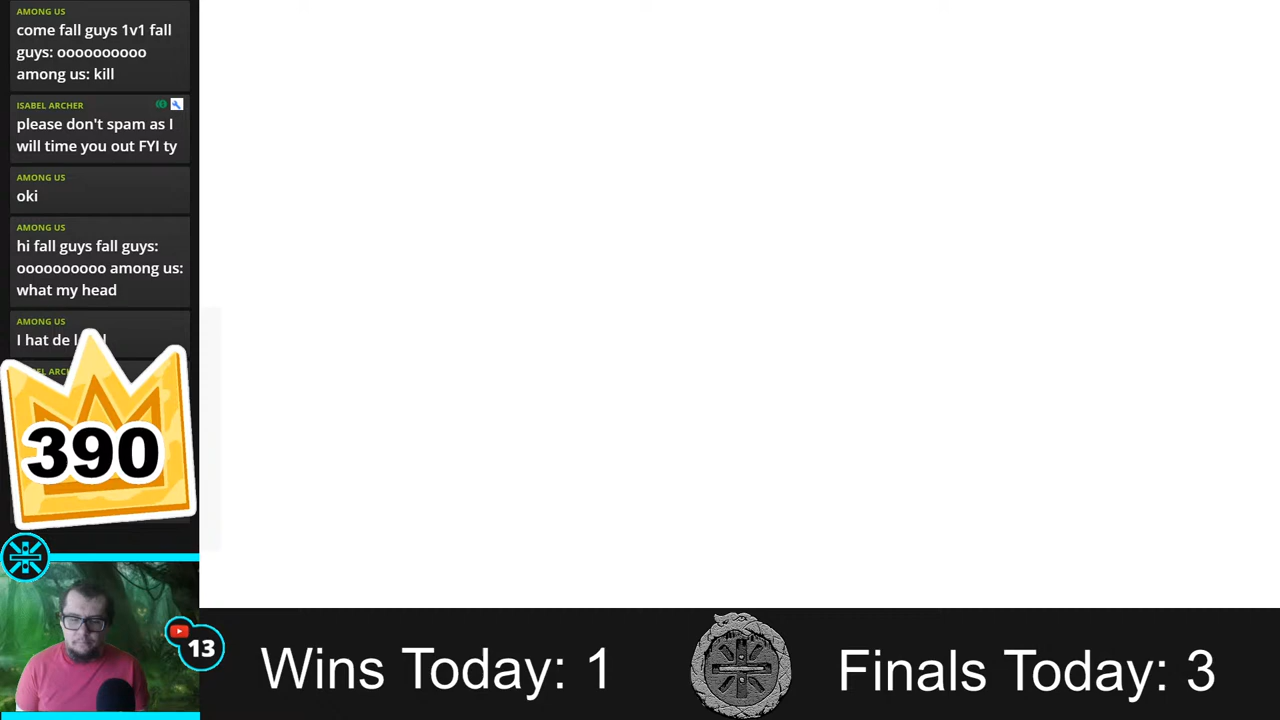 AMONG US
come fall guys 1v1 fall
guys: oooooooooo
among us: kill
ISABEL ARCHER
please don't spam as I
will time you out FYI ty
AMONG US
oki
AMONG US
hi fall guys fall guys:
oooooooooo among us:
what my head
AMONG US
I hat de
390
13
Wins Today: 1
Finals Today: 3